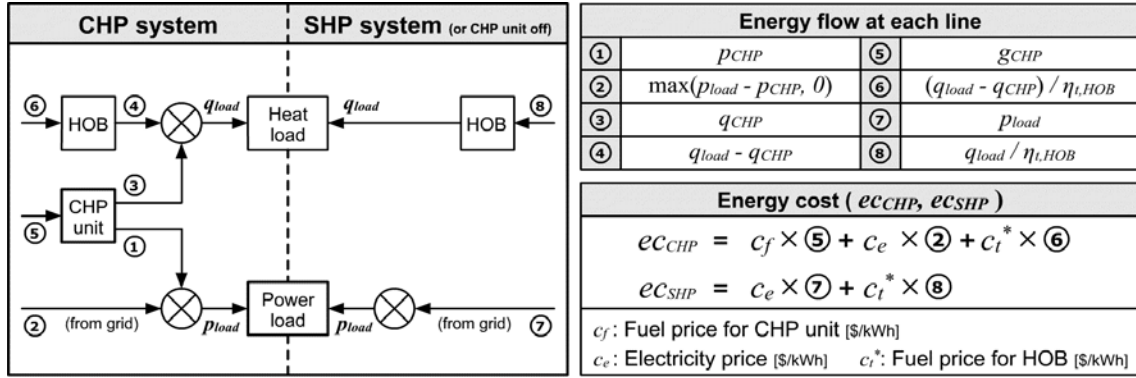 CHP system
SHP system (or CHP unit off)
⑥
④
q_load
q_load
⑧
HOB
Heat load
HOB
③
CHP unit
⑤
①
Power load
② (from grid)
p_load
p_load
(from grid) ⑦
Energy flow at each line
① p_CHP ⑤ g_CHP
② max(p_load - p_CHP, 0) ⑥ (q_load - q_CHP) / η_t,HOB
③ q_CHP ⑦ p_load
④ q_load - q_CHP ⑧ q_load / η_t,HOB
Energy cost ( ec_CHP, ec_SHP )
ec_CHP = c_f × ⑤ + c_e × ② + c_t* × ⑥
ec_SHP = c_e × ⑦ + c_t* × ⑧
c_f : Fuel price for CHP unit [$/kWh]
c_e : Electricity price [$/kWh] c_t*: Fuel price for HOB [$/kWh]